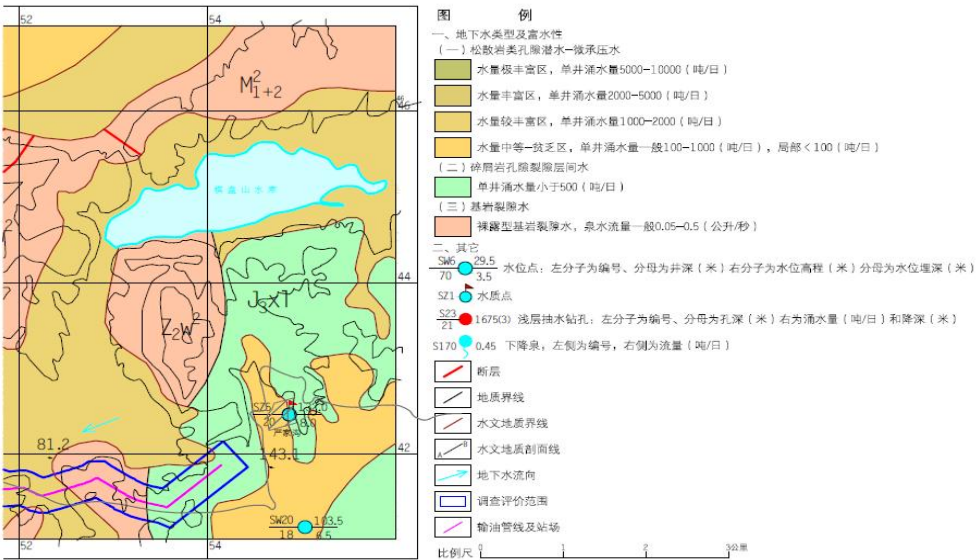 52
54
M²₁₊₂
46
横盘山水库
2
44
J₃x1
Z₂w²
SZ5 132.0
20 8.0
严家湾
81.2
42
143.1
SW20 103.5
18 6.5
52
54
图 例
一、地下水类型及富水性
(一)松散岩类孔隙潜水-微承压水
水量极丰富区，单井涌水量5000-10000(吨/日)
水量丰富区，单井涌水量2000-5000(吨/日)
水量较丰富区，单井涌水量1000-2000(吨/日)
水量中等-贫乏区，单井涌水量一般100-1000(吨/日)，局部<100(吨/日)
(二)碎屑岩孔隙裂隙层间水
单井涌水量小于500(吨/日)
(三)基岩裂隙水
裸露型基岩裂隙水，泉水流量一般0.05-0.5(公升/秒)
二、其它
SW6 29.5
70 3.5
水位点：左分子为编号、分母为井深(米)右分子为水位高程(米)分母为水位埋深(米)
SZ1 水质点
S23
21
1675(3) 浅层抽水钻孔：左分子为编号、分母为孔深(米)右为涌水量(吨/日)和降深(米)
S170 0.45 下降泉，左侧为编号，右侧为流量(吨/日)
断层
地质界线
水文地质界线
A B 水文地质剖面线
地下水流向
调查评价范围
输油管线及站场
比例尺 0 1 2 3公里